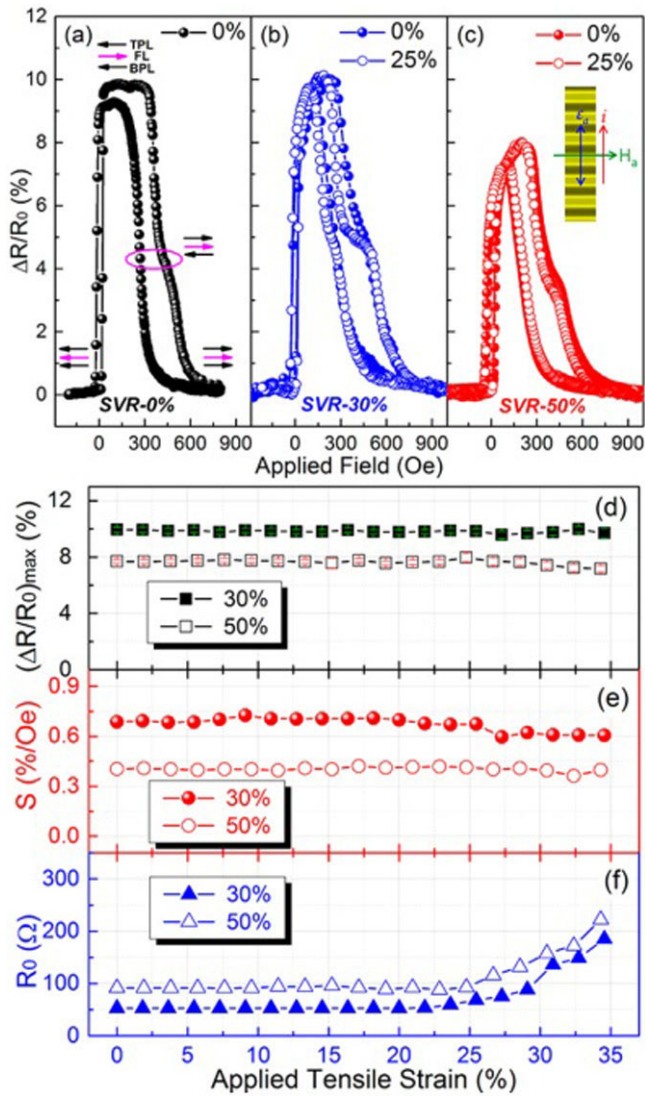 12
10
8
6
4
2
0
ΔR/R0 (%)
(a)
0%
TPL
FL
BPL
SVR-0%
0 300 600 900
(b)
0%
25%
SVR-30%
0 300 600 900
(c)
0%
25%
εd
i
Ha
SVR-50%
0 300 600 900
Applied Field (Oe)
12
8
4
0
(ΔR/R0)max (%)
(d)
30%
50%
0.9
0.6
0.3
0.0
S (%/Oe)
(e)
30%
50%
300
200
100
0
R0 (Ω)
(f)
30%
50%
0 5 10 15 20 25 30 35
Applied Tensile Strain (%)